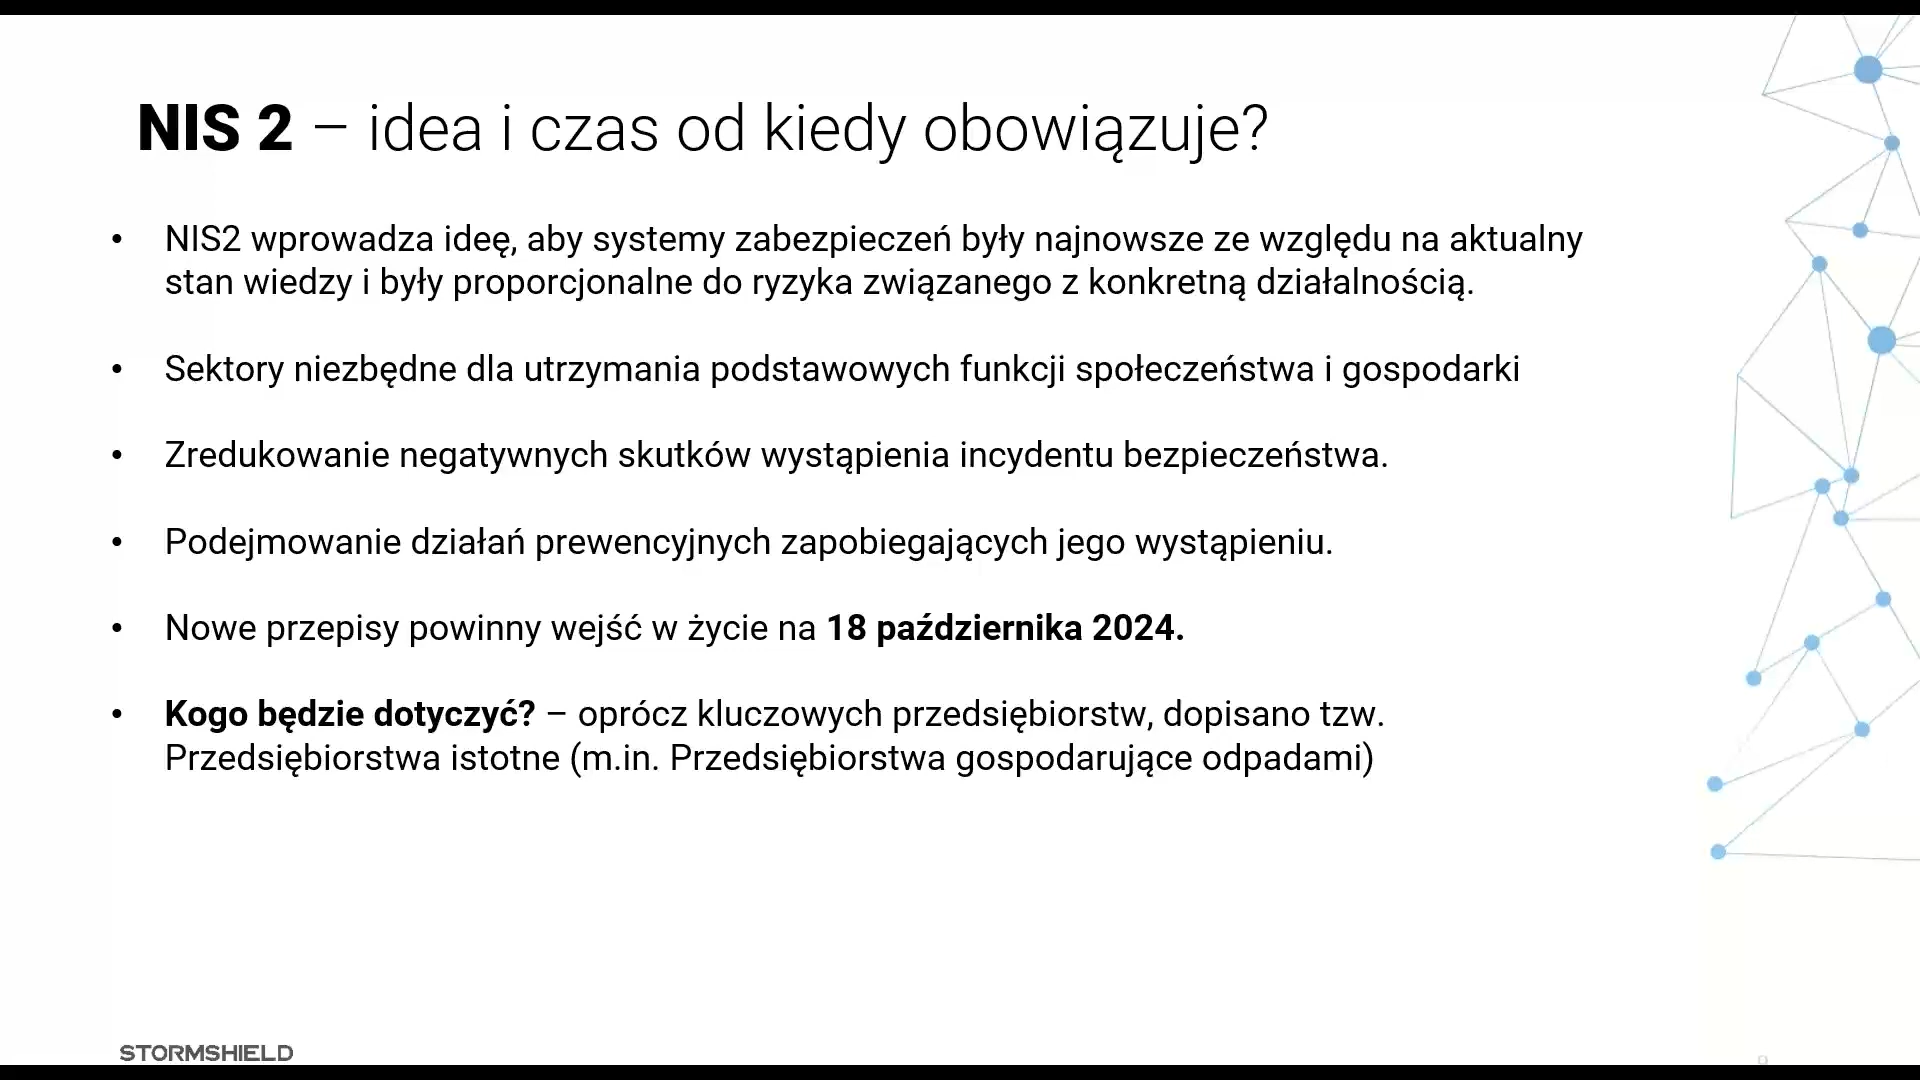 NIS 2 – idea i czas od kiedy obowiązuje?
• NIS2 wprowadza ideę, aby systemy zabezpieczeń były najnowsze ze względu na aktualny
stan wiedzy i były proporcjonalne do ryzyka związanego z konkretną działalnością.
• Sektory niezbędne dla utrzymania podstawowych funkcji społeczeństwa i gospodarki
• Zredukowanie negatywnych skutków wystąpienia incydentu bezpieczeństwa.
• Podejmowanie działań prewencyjnych zapobiegających jego wystąpieniu.
• Nowe przepisy powinny wejść w życie na 18 października 2024.
• Kogo będzie dotyczyć? – oprócz kluczowych przedsiębiorstw, dopisano tzw.
Przedsiębiorstwa istotne (m.in. Przedsiębiorstwa gospodarujące odpadami)
STORMSHIELD